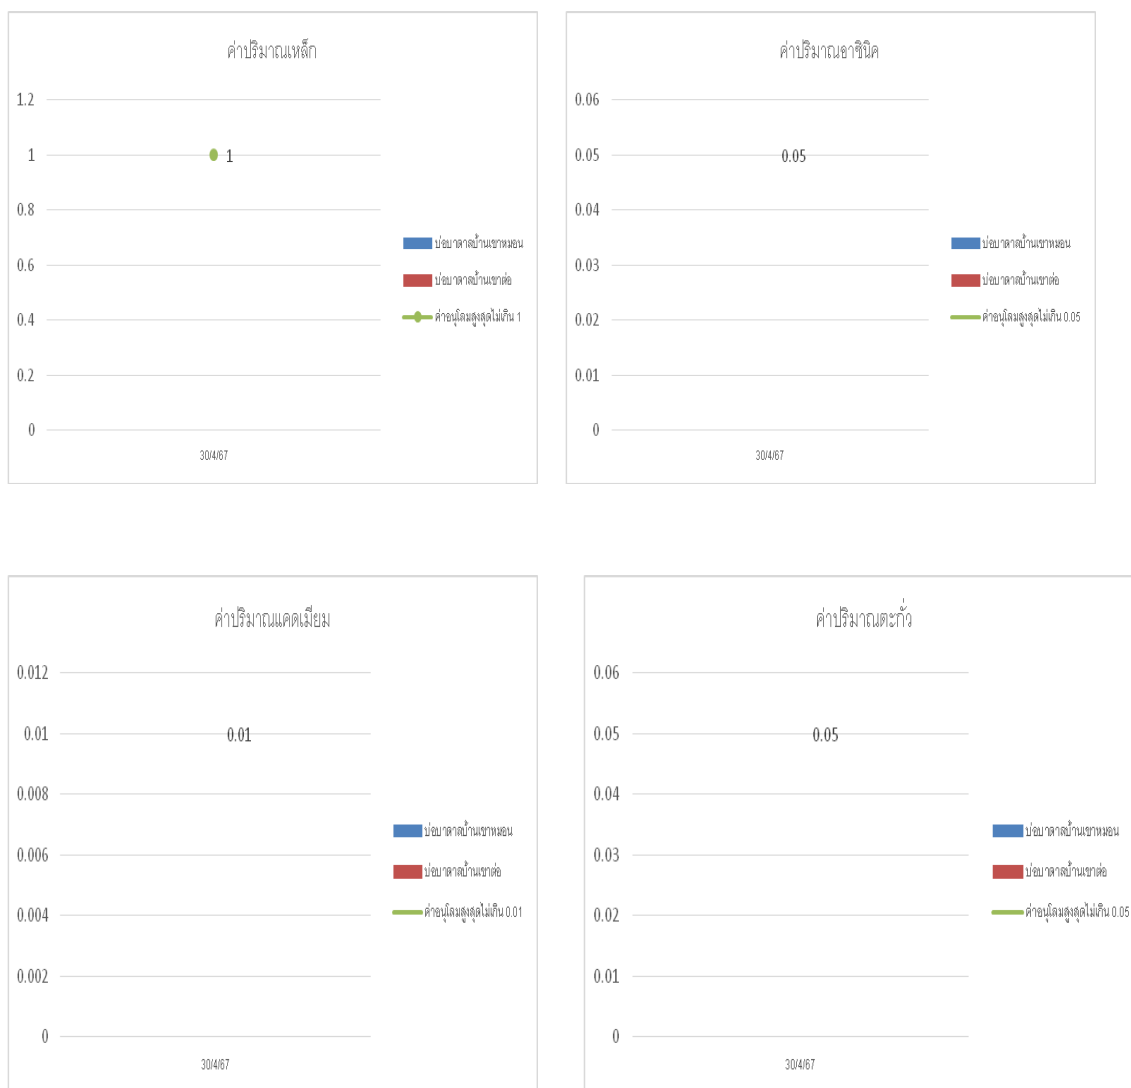 ค่าปริมาณเหล็ก
1.2
1
0.8
0.6
0.4
0.2
0
1
30/4/67
บ่อบาดาลบ้านเขาหมอน
บ่อบาดาลบ้านเขาต่อ
ค่าอนุโลมสูงสุดไม่เกิน 1
ค่าปริมาณอาซินิค
0.06
0.05
0.04
0.03
0.02
0.01
0
0.05
30/4/67
บ่อบาดาลบ้านเขาหมอน
บ่อบาดาลบ้านเขาต่อ
ค่าอนุโลมสูงสุดไม่เกิน 0.05
ค่าปริมาณแคดเมียม
0.012
0.01
0.008
0.006
0.004
0.002
0
0.01
30/4/67
บ่อบาดาลบ้านเขาหมอน
บ่อบาดาลบ้านเขาต่อ
ค่าอนุโลมสูงสุดไม่เกิน 0.01
ค่าปริมาณตะกั่ว
0.06
0.05
0.04
0.03
0.02
0.01
0
0.05
30/4/67
บ่อบาดาลบ้านเขาหมอน
บ่อบาดาลบ้านเขาต่อ
ค่าอนุโลมสูงสุดไม่เกิน 0.05